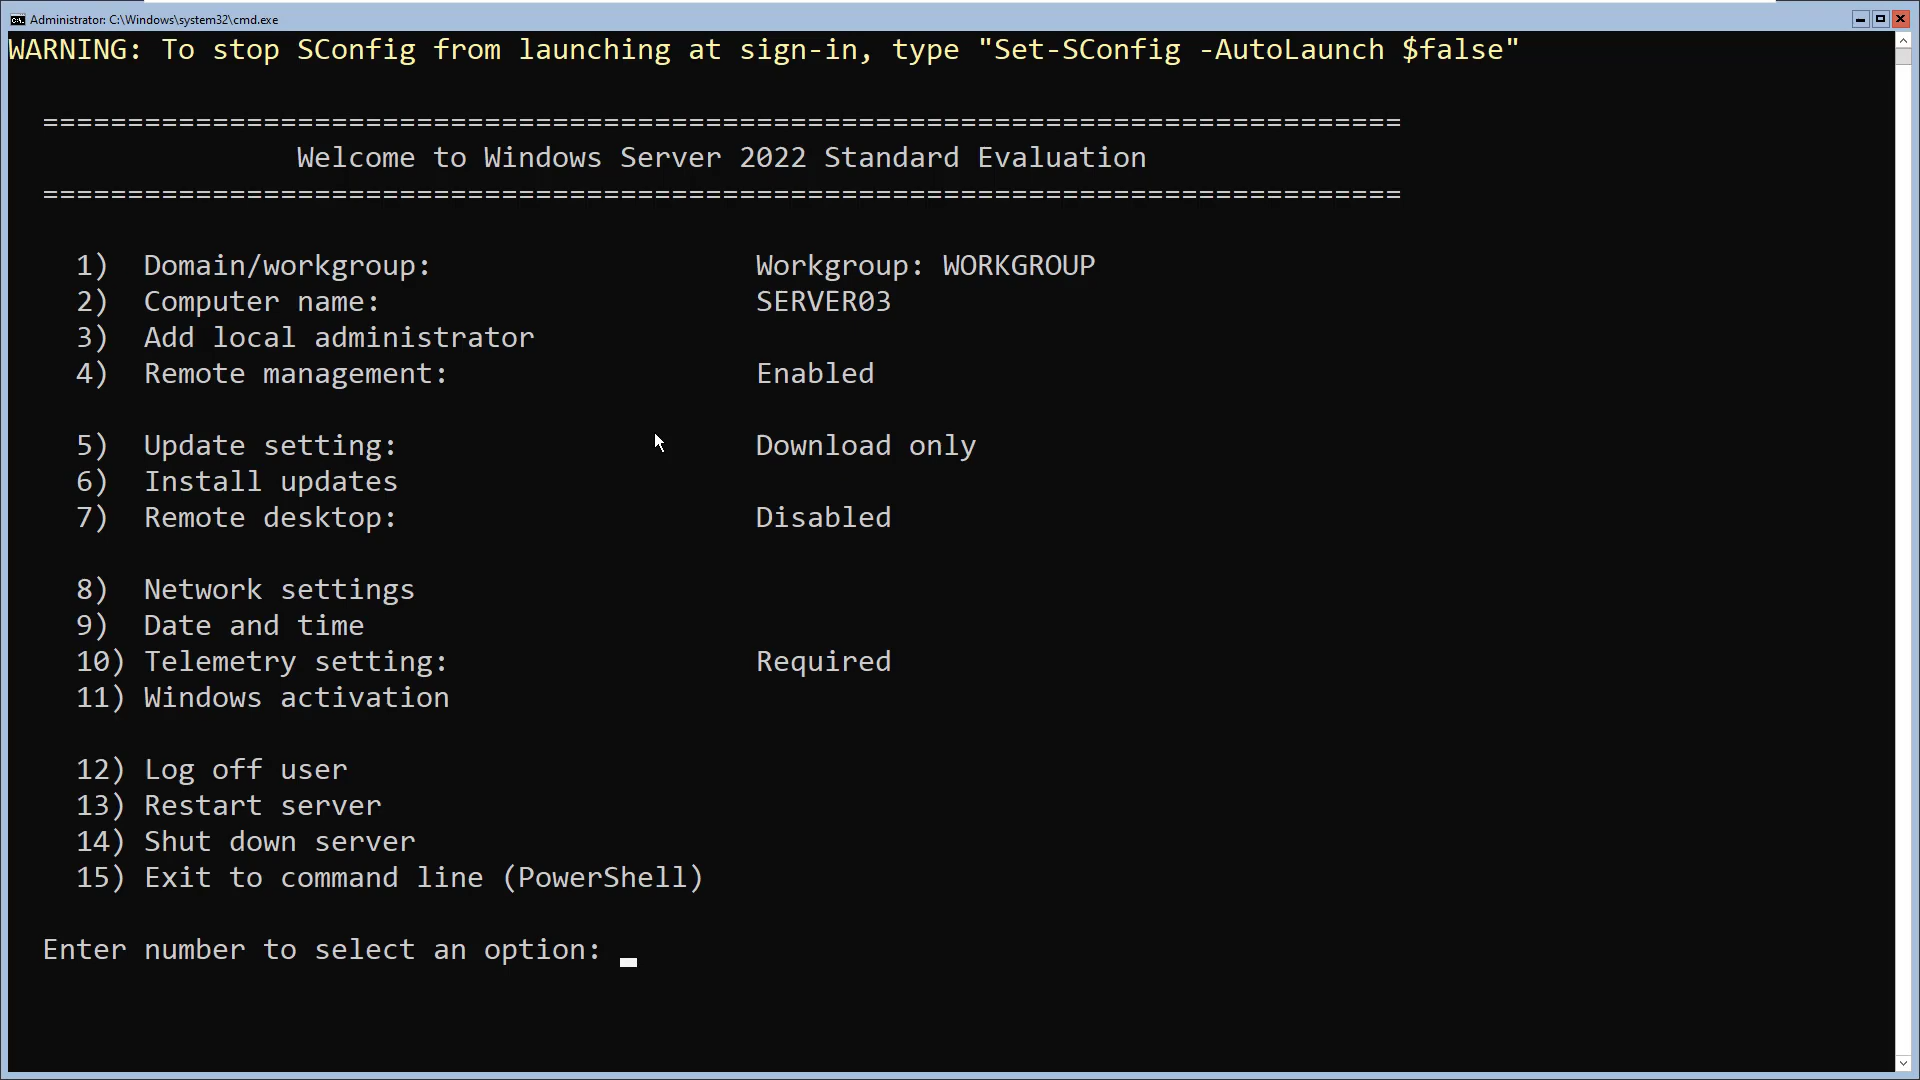 Administrator: C:\Windows\system32\cmd.exe
WARNING: To stop SConfig from launching at sign-in, type "Set-SConfig -AutoLaunch $false"
================================================================================
Welcome to Windows Server 2022 Standard Evaluation
================================================================================
1) Domain/workgroup: Workgroup: WORKGROUP
2) Computer name: SERVER03
3) Add local administrator
4) Remote management: Enabled
5) Update setting: Download only
6) Install updates
7) Remote desktop: Disabled
8) Network settings
9) Date and time
10) Telemetry setting: Required
11) Windows activation
12) Log off user
13) Restart server
14) Shut down server
15) Exit to command line (PowerShell)
Enter number to select an option: